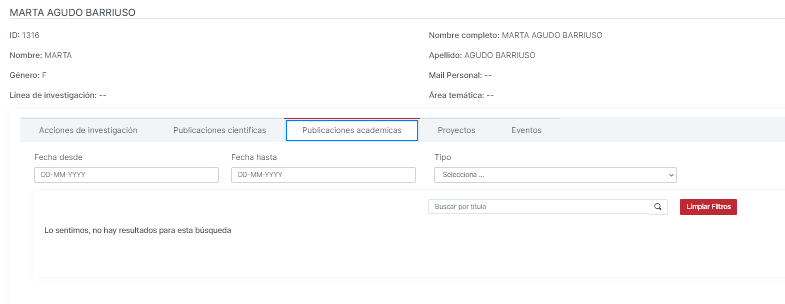 MARTA AGUDO BARRIUSO
ID: 1316
Nombre completo: MARTA AGUDO BARRIUSO
Nombre: MARTA
Apellido: AGUDO BARRIUSO
Género: F
Mail Personal: --
Línea de investigación: --
Área temática: --
Acciones de investigación Publicaciones científicas Publicaciones academicas Proyectos Eventos
Fecha desde Fecha hasta Tipo
DD-MM-YYYY DD-MM-YYYY Selecciona ...
Buscar por título Limpiar Filtros
Lo sentimos, no hay resultados para esta búsqueda